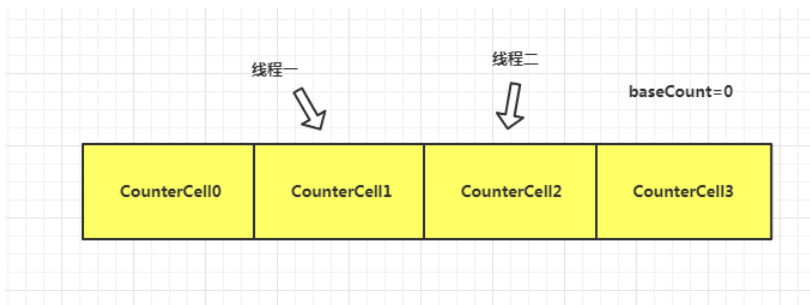 线程一
线程二
baseCount=0
CounterCell0
CounterCell1
CounterCell2
CounterCell3